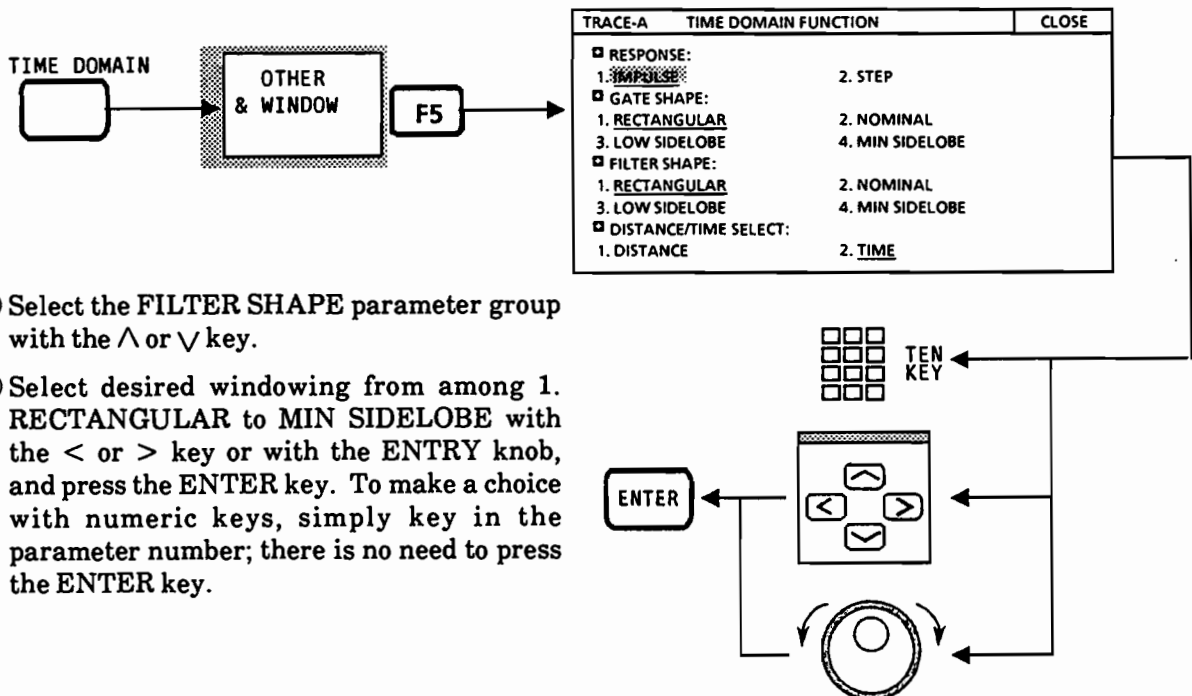 TIME DOMAIN
OTHER
& WINDOW
F5
TRACE-A TIME DOMAIN FUNCTION CLOSE
RESPONSE:
1. IMPULSE 2. STEP
GATE SHAPE:
1. RECTANGULAR 2. NOMINAL
3. LOW SIDELOBE 4. MIN SIDELOBE
FILTER SHAPE:
1. RECTANGULAR 2. NOMINAL
3. LOW SIDELOBE 4. MIN SIDELOBE
DISTANCE/TIME SELECT:
1. DISTANCE 2. TIME
Select the FILTER SHAPE parameter group
with the ∧ or ∨ key.
Select desired windowing from among 1.
RECTANGULAR to MIN SIDELOBE with
the < or > key or with the ENTRY knob,
and press the ENTER key. To make a choice
with numeric keys, simply key in the
parameter number; there is no need to press
the ENTER key.
TEN
KEY
ENTER